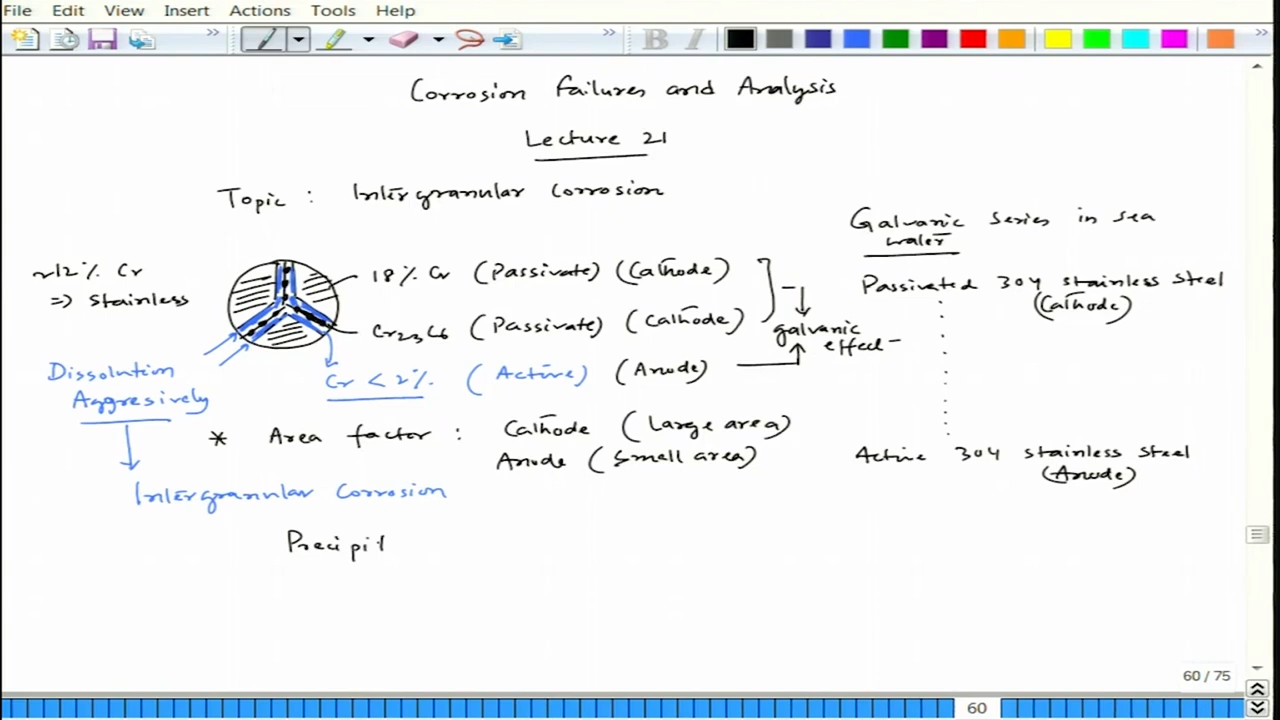 File Edit View Insert Actions Tools Help
Corrosion Failures and Analysis
Lecture 21
Topic : Intergranular Corrosion
~12% Cr
=> Stainless
18% Cr (Passivate) (Cathode)
Cr23C6 (Passivate) (Cathode)
galvanic
effect
Cr < 2% (Active) (Anode)
Dissolution
Aggresively
* Area factor : Cathode (Large area)
Anode (Small area)
Intergranular Corrosion
Precipit
Galvanic Series in sea
water
Passivated 304 stainless steel
(Cathode)
Active 304 stainless steel
(Anode)
60 / 75
60